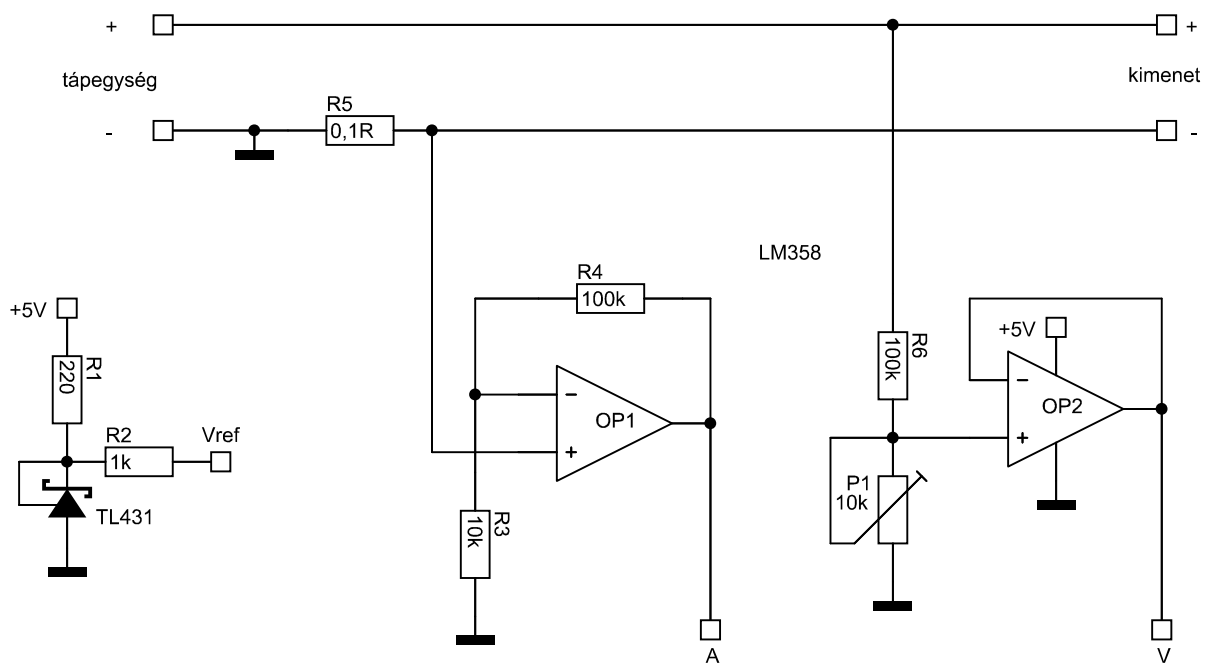 +
+
tápegység
kimenet
-
-
R5
0,1R
LM358
R4
100k
+5V
R1
220
R2
1k
Vref
TL431
−
+
OP1
R3
10k
R6
100k
+5V
−
+
OP2
P1
10k
A
V